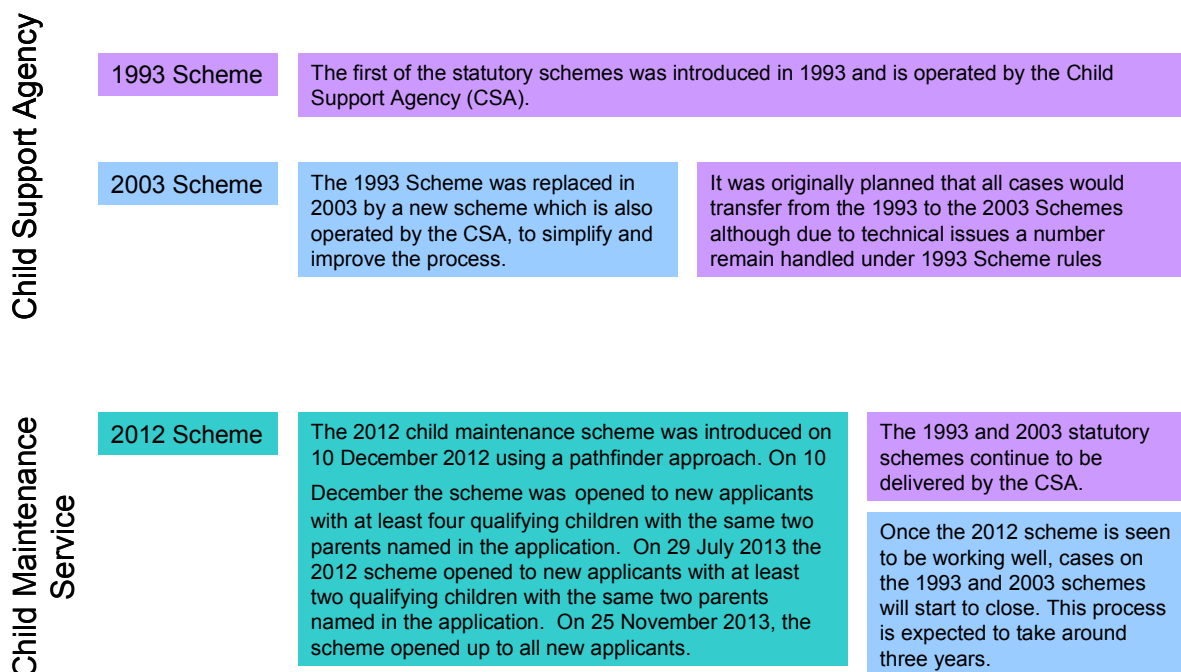 Child Support Agency
1993 Scheme
The first of the statutory schemes was introduced in 1993 and is operated by the Child
Support Agency (CSA).
2003 Scheme
The 1993 Scheme was replaced in
2003 by a new scheme which is also
operated by the CSA, to simplify and
improve the process.
It was originally planned that all cases would
transfer from the 1993 to the 2003 Schemes
although due to technical issues a number
remain handled under 1993 Scheme rules
Child Maintenance
Service
2012 Scheme
The 2012 child maintenance scheme was introduced on
10 December 2012 using a pathfinder approach. On 10
December the scheme was opened to new applicants
with at least four qualifying children with the same two
parents named in the application. On 29 July 2013 the
2012 scheme opened to new applicants with at least
two qualifying children with the same two parents
named in the application. On 25 November 2013, the
scheme opened up to all new applicants.
The 1993 and 2003 statutory
schemes continue to be
delivered by the CSA.
Once the 2012 scheme is seen
to be working well, cases on
the 1993 and 2003 schemes
will start to close. This process
is expected to take around
three years.